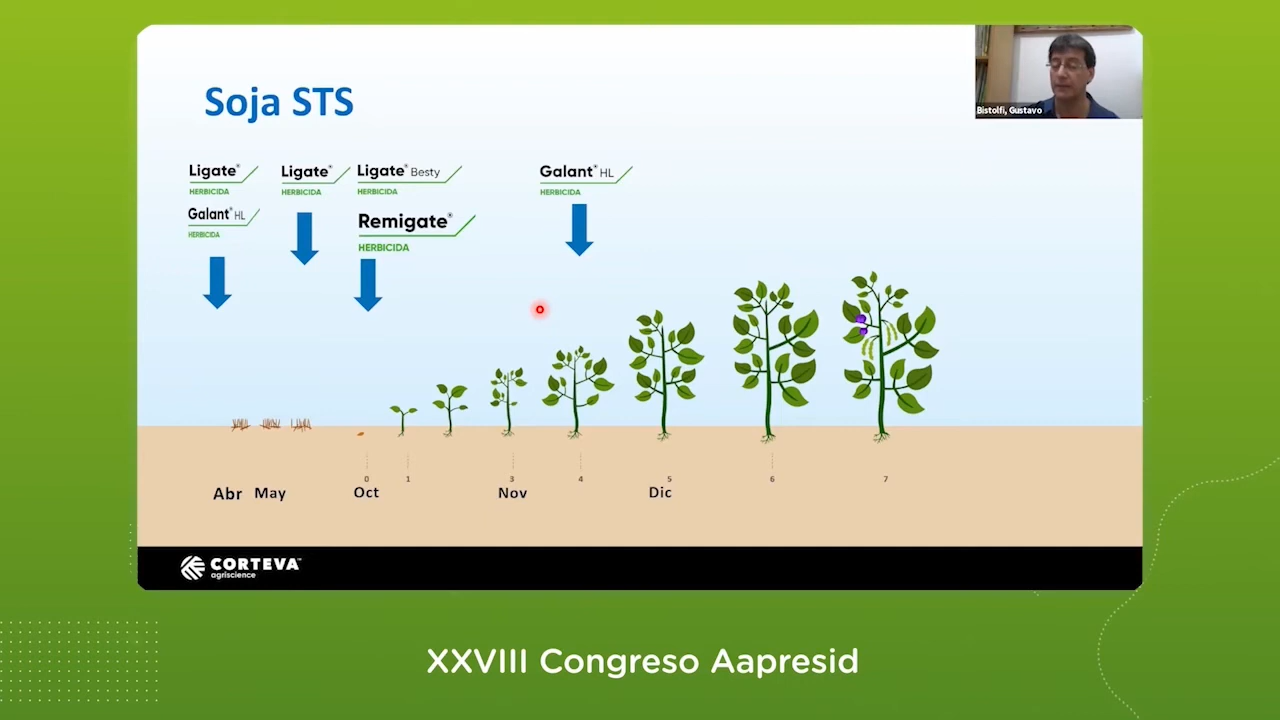 Bistolfi, Gustavo
Soja STS
Ligate®
HERBICIDA
Galant® HL
HERBICIDA
Ligate®
HERBICIDA
Ligate® Besty
HERBICIDA
Remigate®
HERBICIDA
Galant® HL
HERBICIDA
0 1 3 4 5 6 7
Abr May Oct Nov Dic
CORTEVA™
agriscience
XXVIII Congreso Aapresid